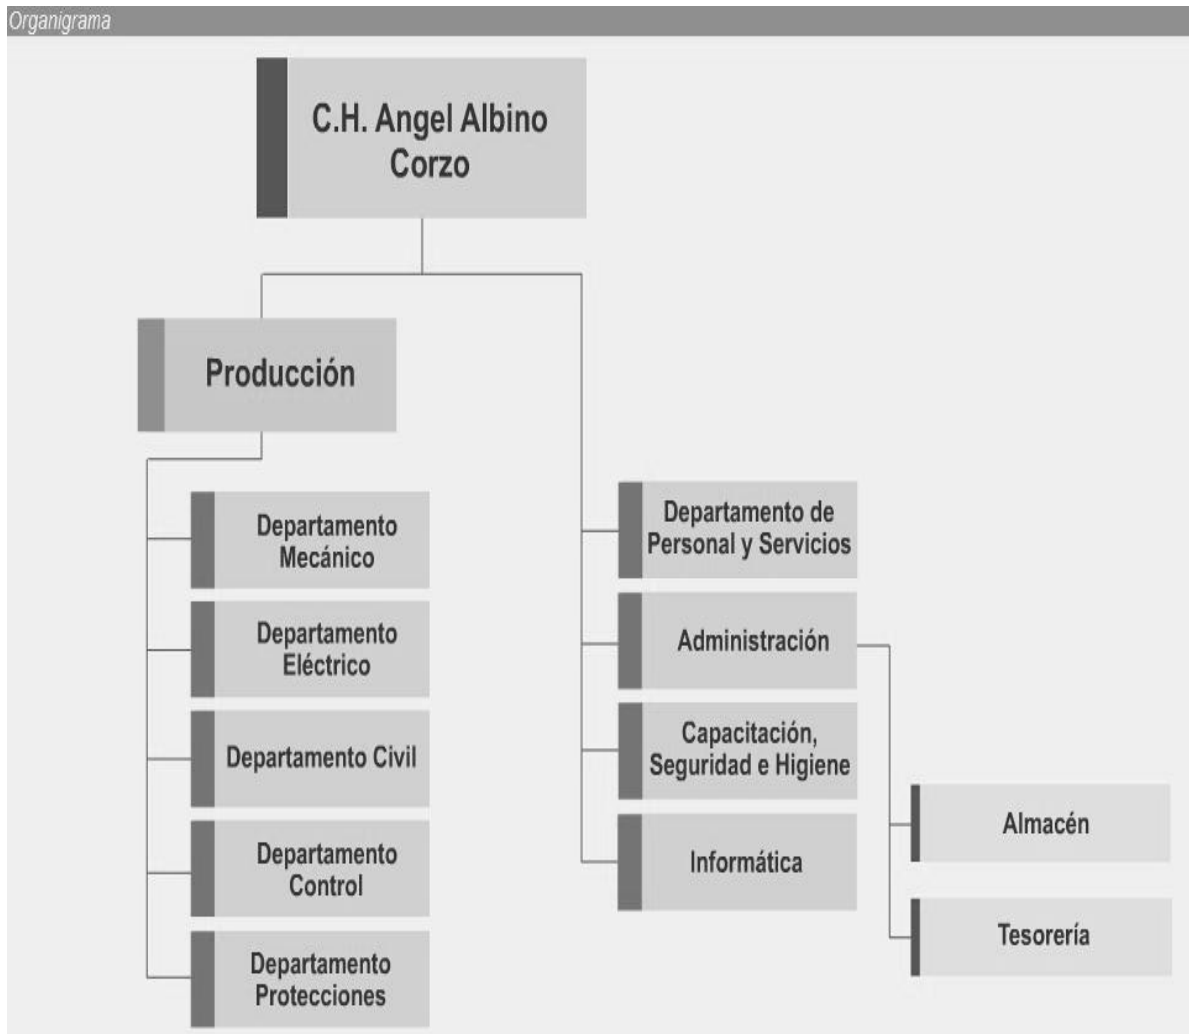 Organigrama
C.H. Angel Albino
Corzo
Producción
Departamento
Mecánico
Departamento
Eléctrico
Departamento Civil
Departamento
Control
Departamento
Protecciones
Departamento de
Personal y Servicios
Administración
Capacitación,
Seguridad e Higiene
Informática
Almacén
Tesorería